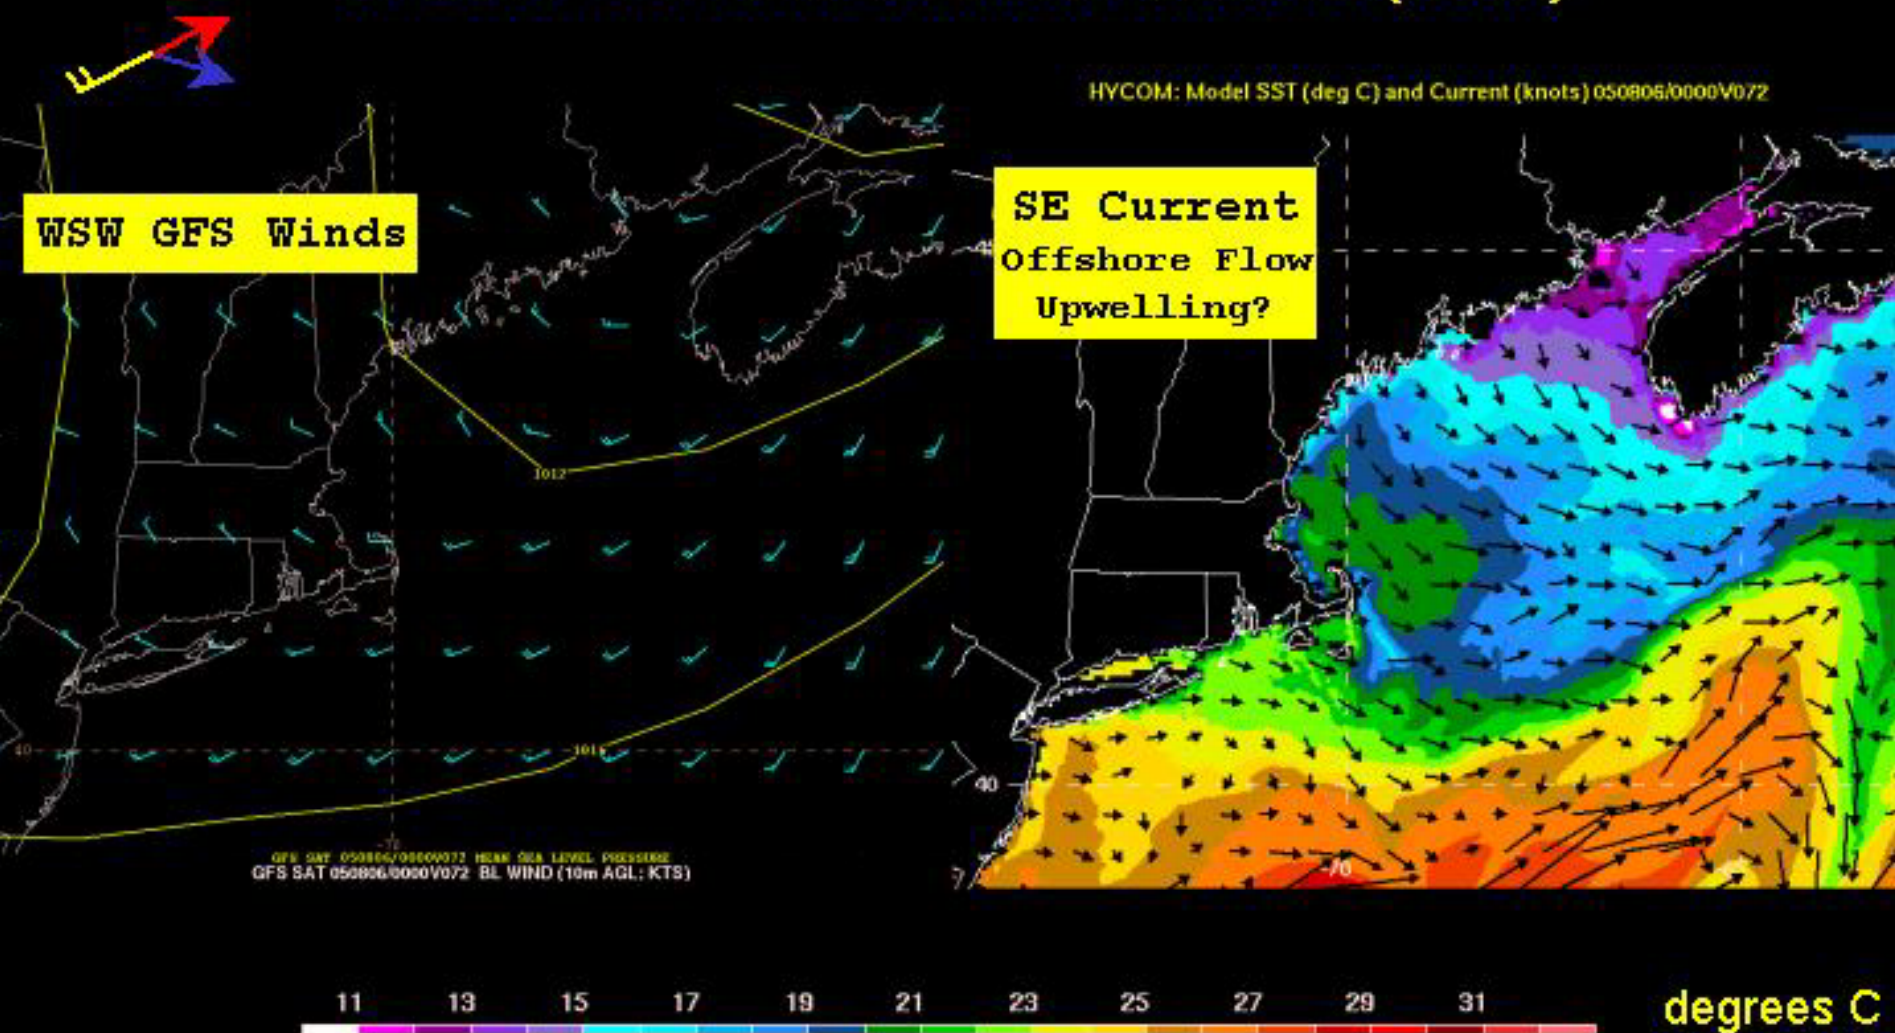 HYCOM: Model SST (deg C) and Current (knots) 050806/0000V072
WSW GFS Winds
SE Current
Offshore Flow
Upwelling?
1012
1016
40
40
-70
-70
GFS SAT 050806/0000V072 MEAN SEA LEVEL PRESSURE
GFS SAT 050806/0000V072 BL WIND (10m AGL; KTS)
11 13 15 17 19 21 23 25 27 29 31
degrees C